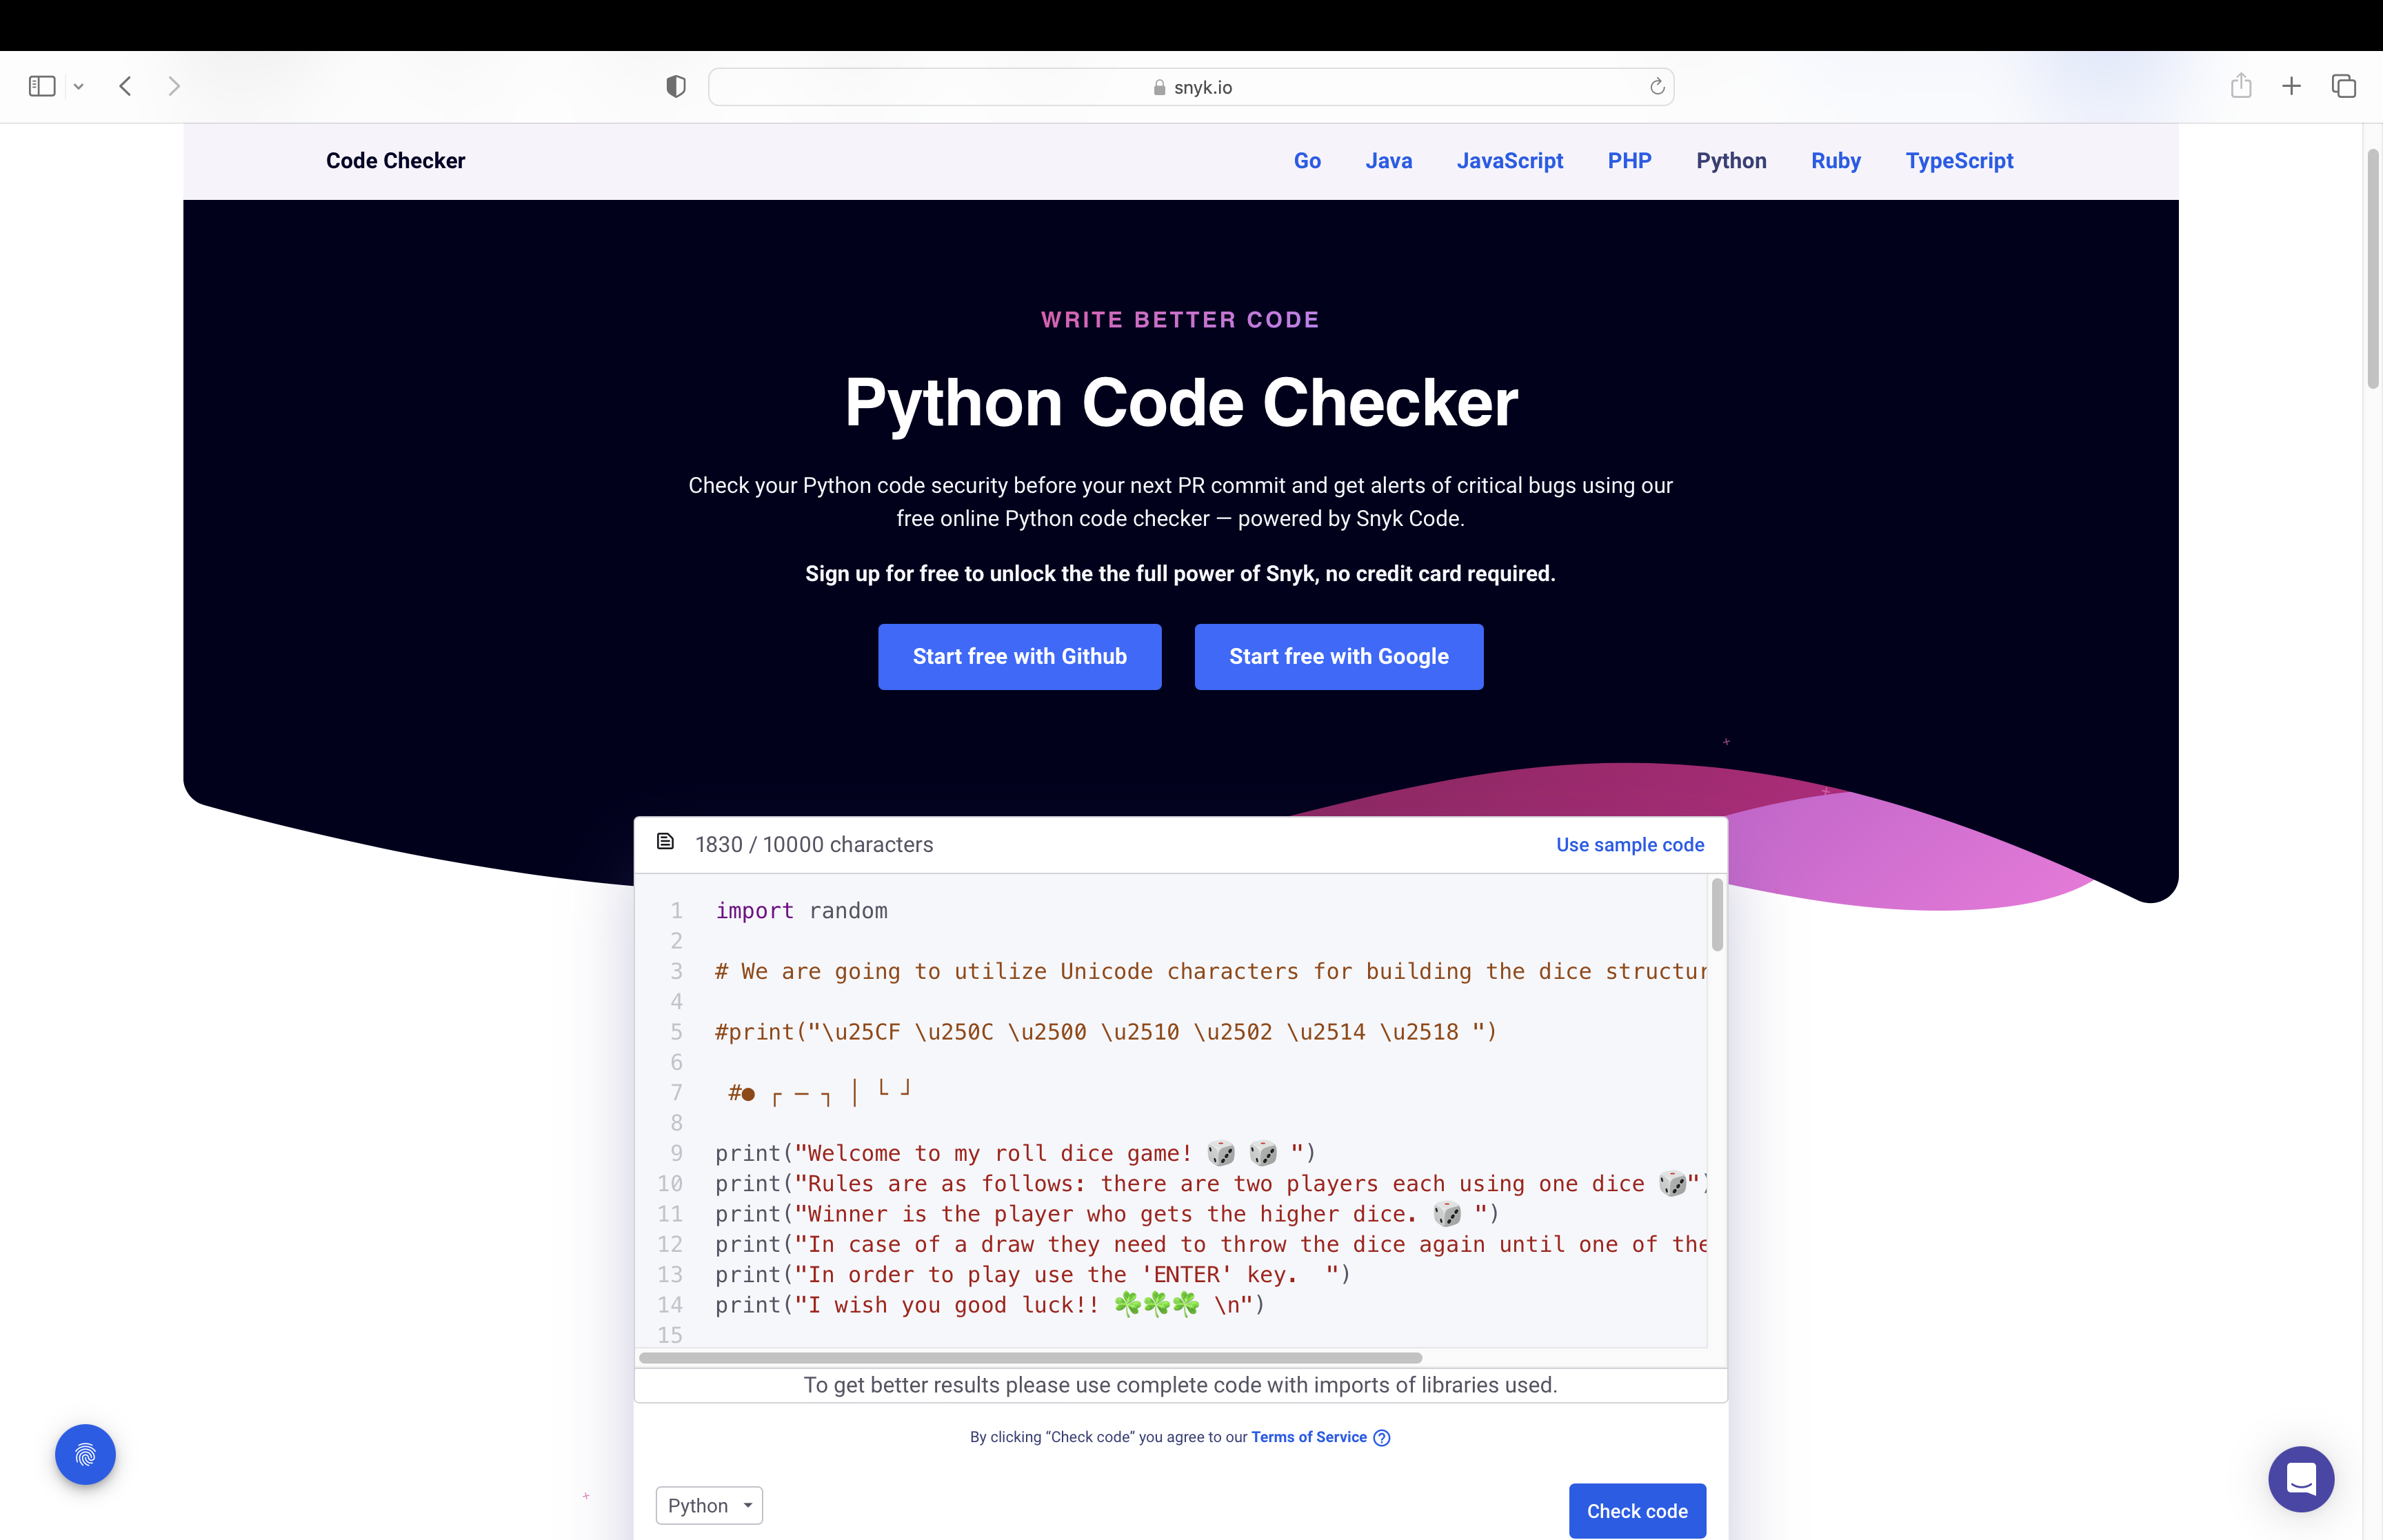 snyk.io
Code Checker
Go Java JavaScript PHP Python Ruby TypeScript
WRITE BETTER CODE
Python Code Checker
Check your Python code security before your next PR commit and get alerts of critical bugs using our
free online Python code checker — powered by Snyk Code.
Sign up for free to unlock the the full power of Snyk, no credit card required.
Start free with Github Start free with Google
1830 / 10000 characters Use sample code
1 import random
2
3 # We are going to utilize Unicode characters for building the dice structur
4
5 #print("\u25CF \u250C \u2500 \u2510 \u2502 \u2514 \u2518 ")
6
7 #● ┌ ─ ┐ │ └ ┘
8
9 print("Welcome to my roll dice game! 🎲 🎲 ")
10 print("Rules are as follows: there are two players each using one dice 🎲")
11 print("Winner is the player who gets the higher dice. 🎲 ")
12 print("In case of a draw they need to throw the dice again until one of the
13 print("In order to play use the 'ENTER' key.  ")
14 print("I wish you good luck!! ☘️☘️☘️ \n")
15
To get better results please use complete code with imports of libraries used.
By clicking “Check code” you agree to our Terms of Service ?
Python Check code